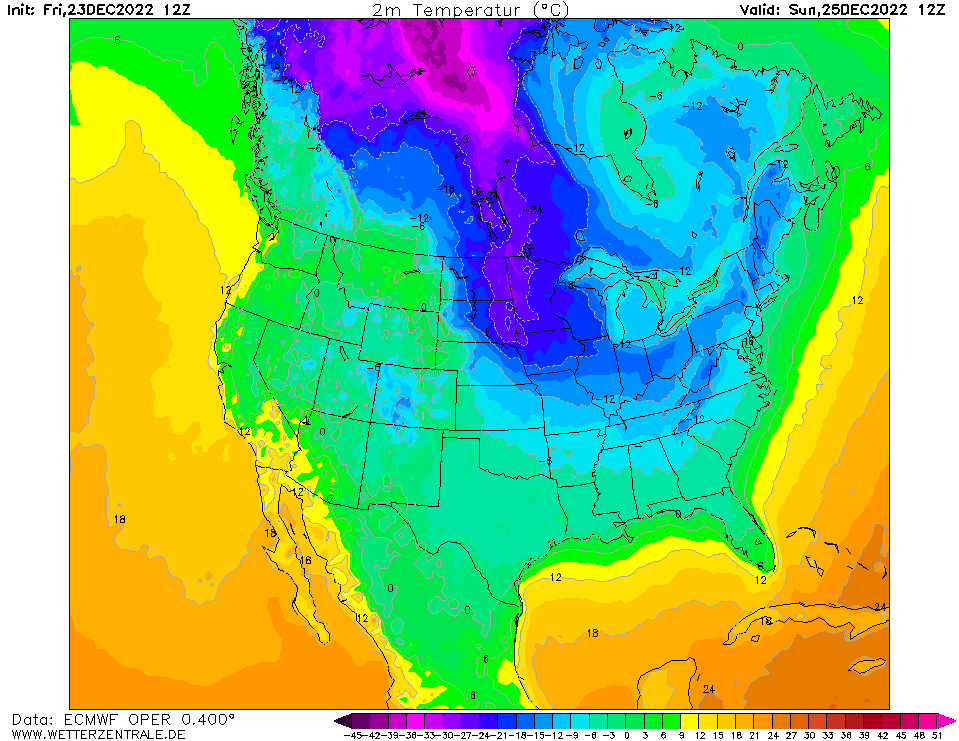 Init: Fri,23DEC2022 12Z
2m Temperatur (°C)
Valid: Sun,25DEC2022 12Z
Data: ECMWF OPER 0.400°
WWW.WETTERZENTRALE.DE
-45-42-39-36-33-30-27-24-21-18-15-12-9 -6 -3 0 3 6 9 12 15 18 21 24 27 30 33 36 39 42 45 48 51